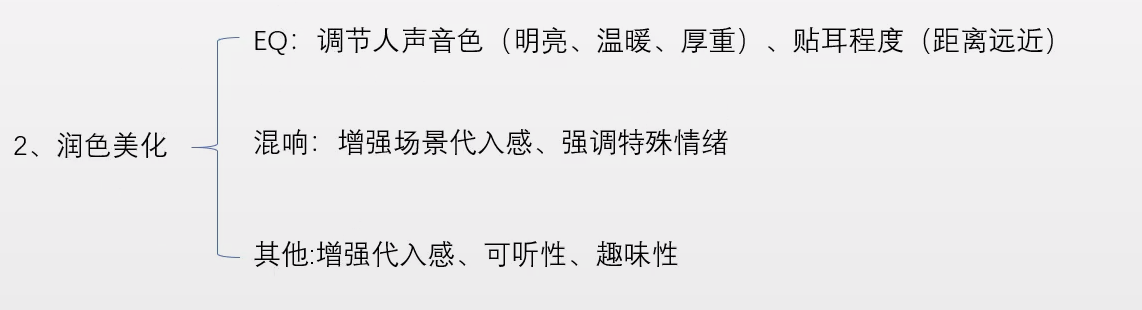 EQ：调节人声音色（明亮、温暖、厚重）、贴耳程度（距离远近）
2、润色美化
混响：增强场景代入感、强调特殊情绪
其他:增强代入感、可听性、趣味性